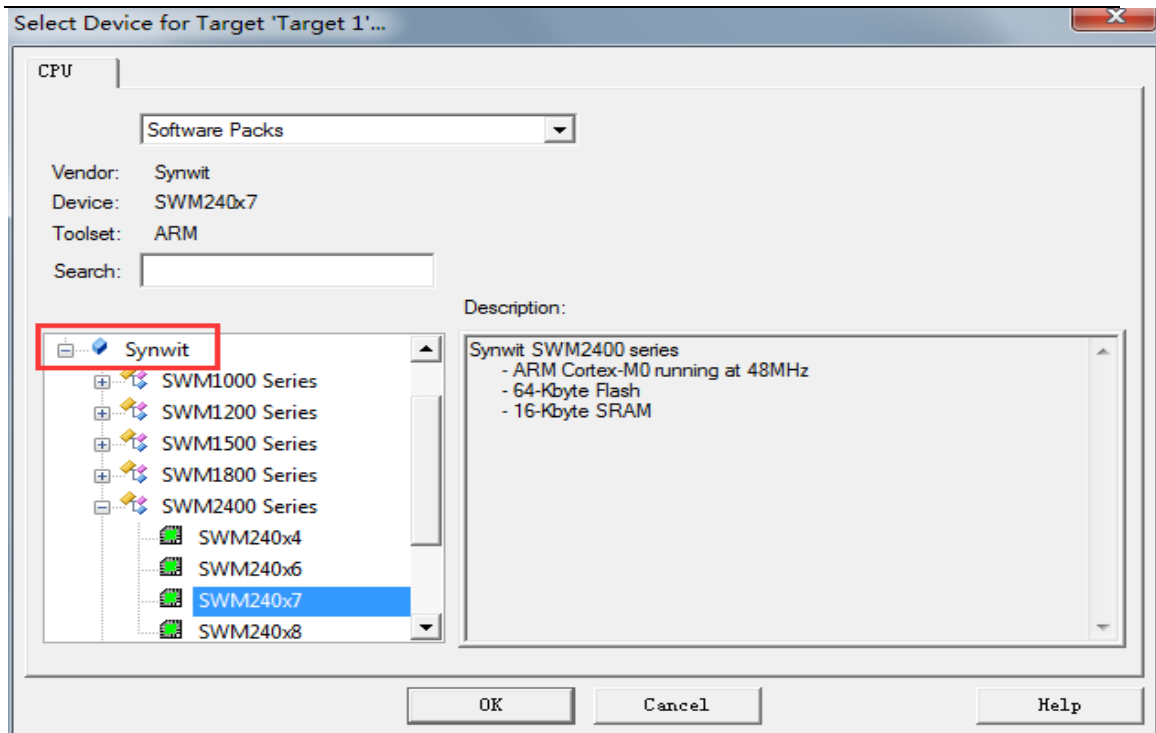 Select Device for Target 'Target 1'...
CPU
Software Packs
Vendor: Synwit
Device: SWM240x7
Toolset: ARM
Search:
Description:
Synwit
SWM1000 Series
SWM1200 Series
SWM1500 Series
SWM1800 Series
SWM2400 Series
SWM240x4
SWM240x6
SWM240x7
SWM240x8
Synwit SWM2400 series
- ARM Cortex-M0 running at 48MHz
- 64-Kbyte Flash
- 16-Kbyte SRAM
OK Cancel Help